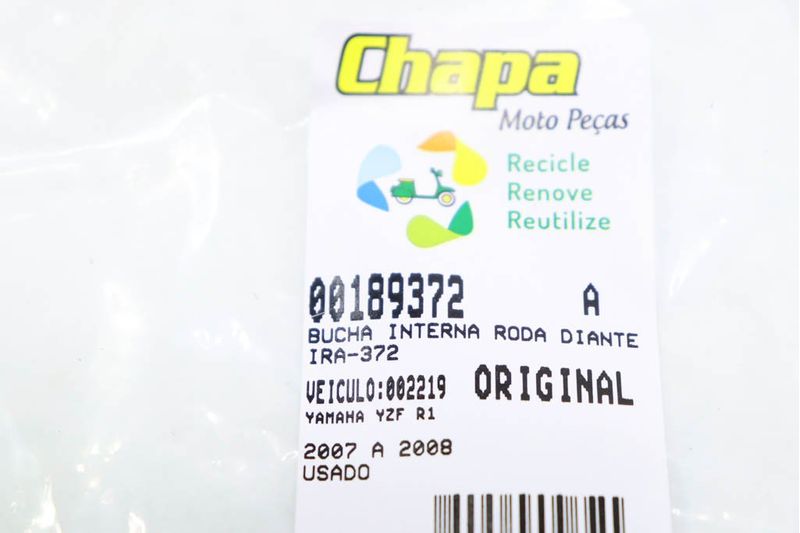 Chapa
Moto Peças
Recicle
Renove
Reutilize
00189372 A
BUCHA INTERNA RODA DIANTE
IRA-372
VEICULO:002219 ORIGINAL
YAMAHA YZF R1
2007 A 2008
USADO